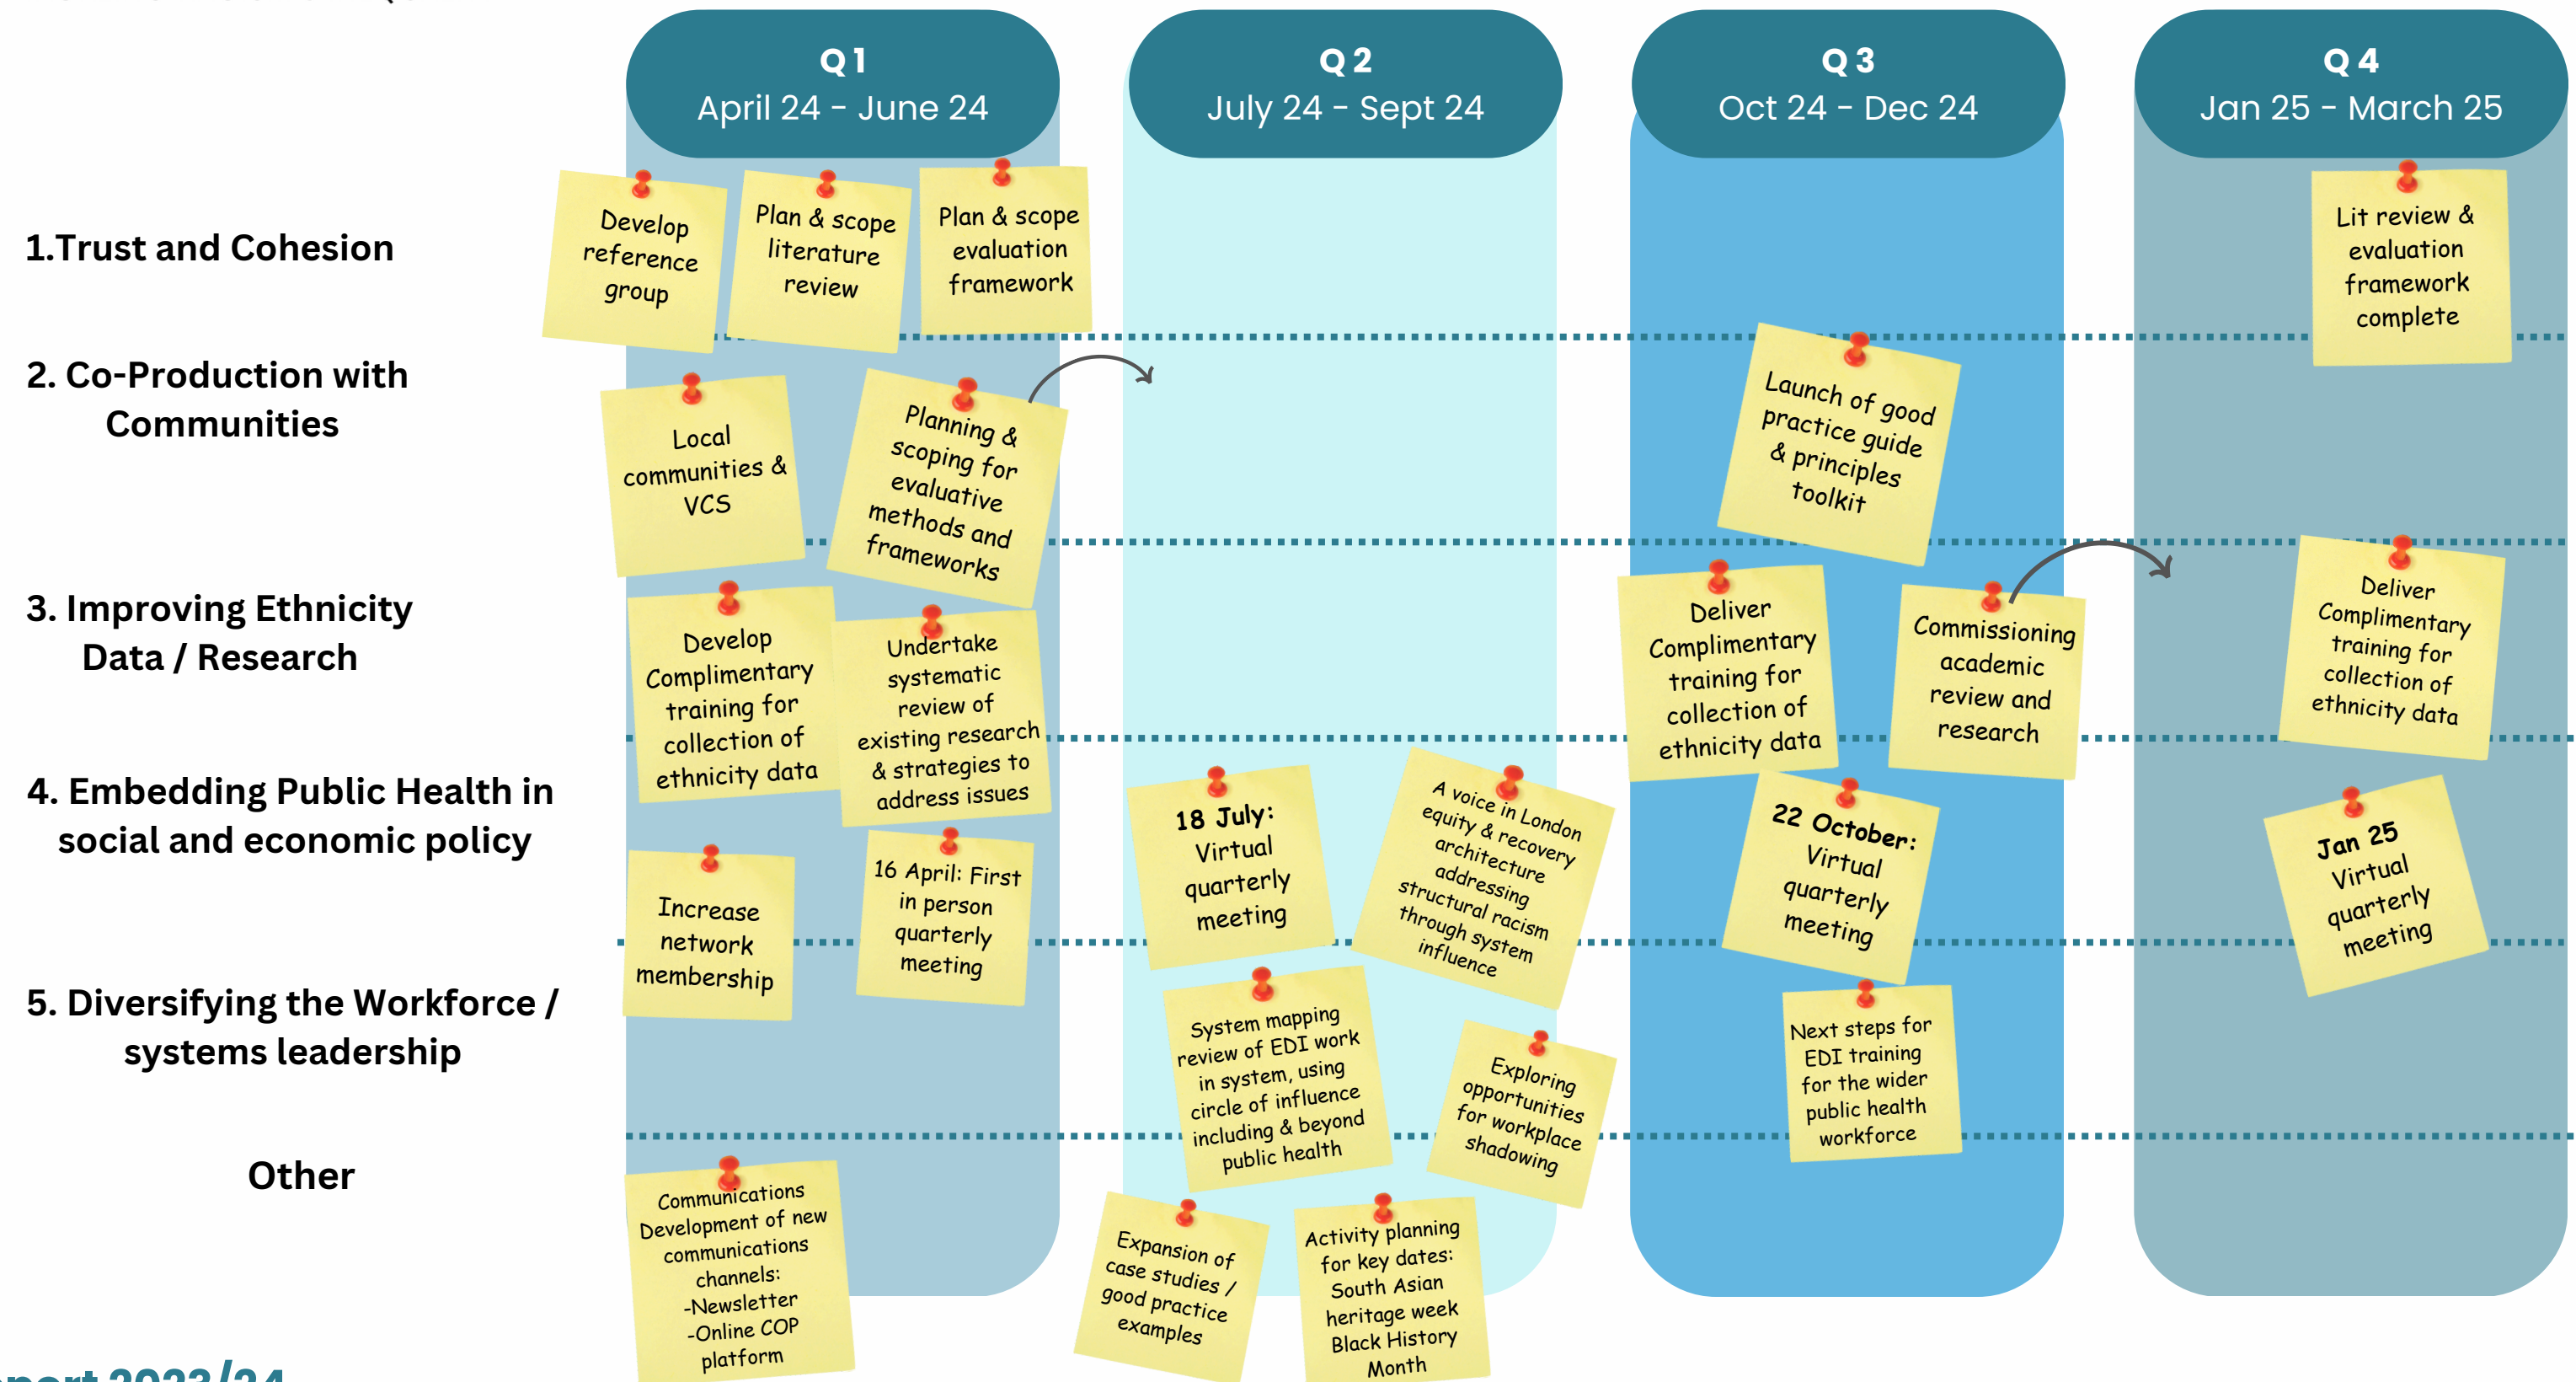 Q 1
April 24 - June 24
Q 2
July 24 - Sept 24
Q 3
Oct 24 - Dec 24
Q 4
Jan 25 - March 25
1.Trust and Cohesion
Develop
reference
group
Plan & scope
literature
review
Plan & scope
evaluation
framework
Lit review &
evaluation
framework
complete
2. Co-Production with
Communities
Local
communities &
VCS
Planning &
scoping for
evaluative
methods and
frameworks
Launch of good
practice guide
& principles
toolkit
3. Improving Ethnicity
Data / Research
Develop
Complimentary
training for
collection of
ethnicity data
Undertake
systematic
review of
existing research
& strategies to
address issues
Deliver
Complimentary
training for
collection of
ethnicity data
Commissioning
academic
review and
research
Deliver
Complimentary
training for
collection of
ethnicity data
4. Embedding Public Health in
social and economic policy
Increase
network
membership
16 April: First
in person
quarterly
meeting
18 July:
Virtual
quarterly
meeting
A voice in London
equity & recovery
architecture
addressing
structural racism
through system
influence
22 October:
Virtual
quarterly
meeting
Jan 25
Virtual
quarterly
meeting
5. Diversifying the Workforce /
systems leadership
System mapping
review of EDI work
in system, using
circle of influence
including & beyond
public health
Exploring
opportunities
for workplace
shadowing
Next steps for
EDI training
for the wider
public health
workforce
Other
Communications
Development of new
communications
channels:
-Newsletter
-Online COP
platform
Expansion of
case studies /
good practice
examples
Activity planning
for key dates:
South Asian
heritage week
Black History
Month
2023/24